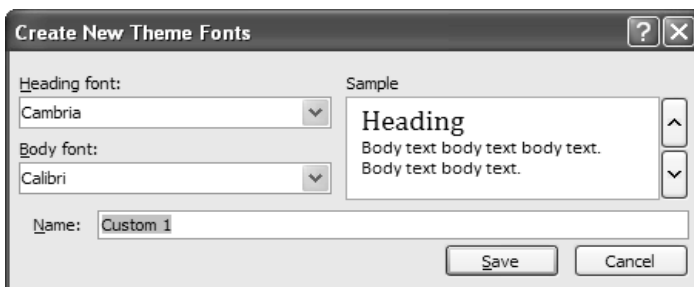 Create New Theme Fonts
Heading font:
Cambria
Body font:
Calibri
Sample
Heading
Body text body text body text.
Body text body text.
Name: Custom 1
Save Cancel